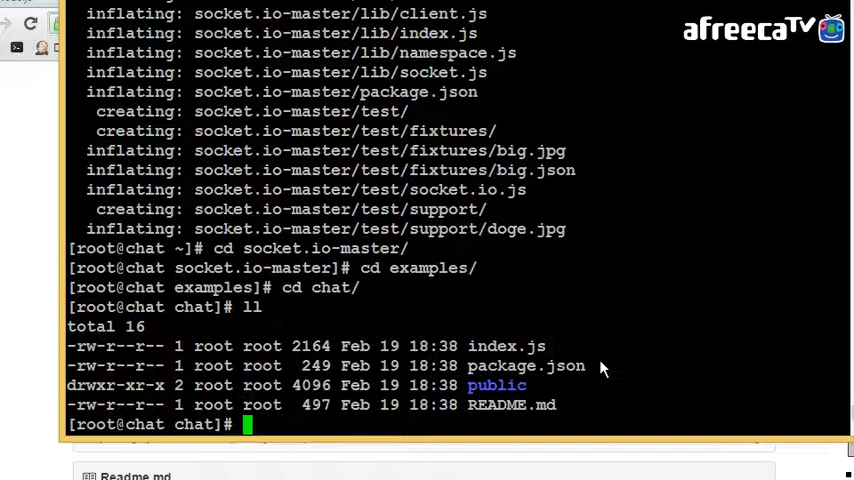 inflating: socket.io-master/lib/client.js
inflating: socket.io-master/lib/index.js
inflating: socket.io-master/lib/namespace.js
inflating: socket.io-master/lib/socket.js
inflating: socket.io-master/package.json
creating: socket.io-master/test/
creating: socket.io-master/test/fixtures/
inflating: socket.io-master/test/fixtures/big.jpg
inflating: socket.io-master/test/fixtures/big.json
inflating: socket.io-master/test/socket.io.js
creating: socket.io-master/test/support/
inflating: socket.io-master/test/support/doge.jpg
[root@chat ~]# cd socket.io-master/
[root@chat socket.io-master]# cd examples/
[root@chat examples]# cd chat/
[root@chat chat]# ll
total 16
-rw-r--r-- 1 root root 2164 Feb 19 18:38 index.js
-rw-r--r-- 1 root root  249 Feb 19 18:38 package.json
drwxr-xr-x 2 root root 4096 Feb 19 18:38 public
-rw-r--r-- 1 root root  497 Feb 19 18:38 README.md
[root@chat chat]#
afreecaTV
Readme.md